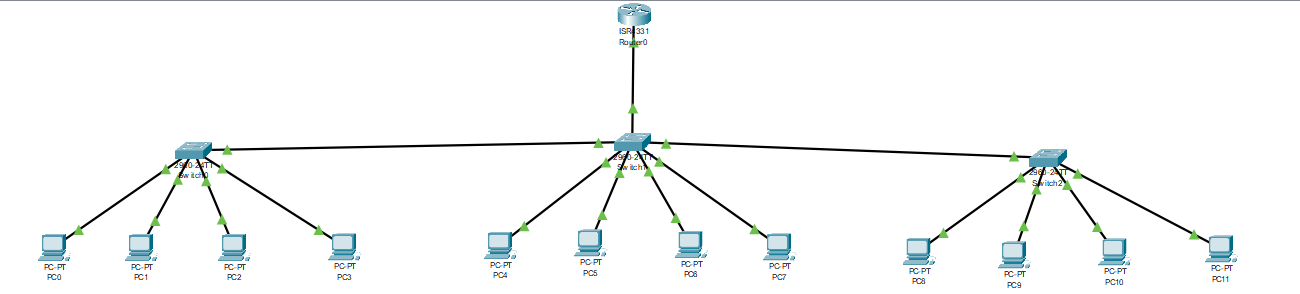 ISR4331
Router0
2960-24TT
Switch0
2960-24TT
Switch1
2960-24TT
Switch2
PC-PT
PC0
PC-PT
PC1
PC-PT
PC2
PC-PT
PC3
PC-PT
PC4
PC-PT
PC5
PC-PT
PC6
PC-PT
PC7
PC-PT
PC8
PC-PT
PC9
PC-PT
PC10
PC-PT
PC11